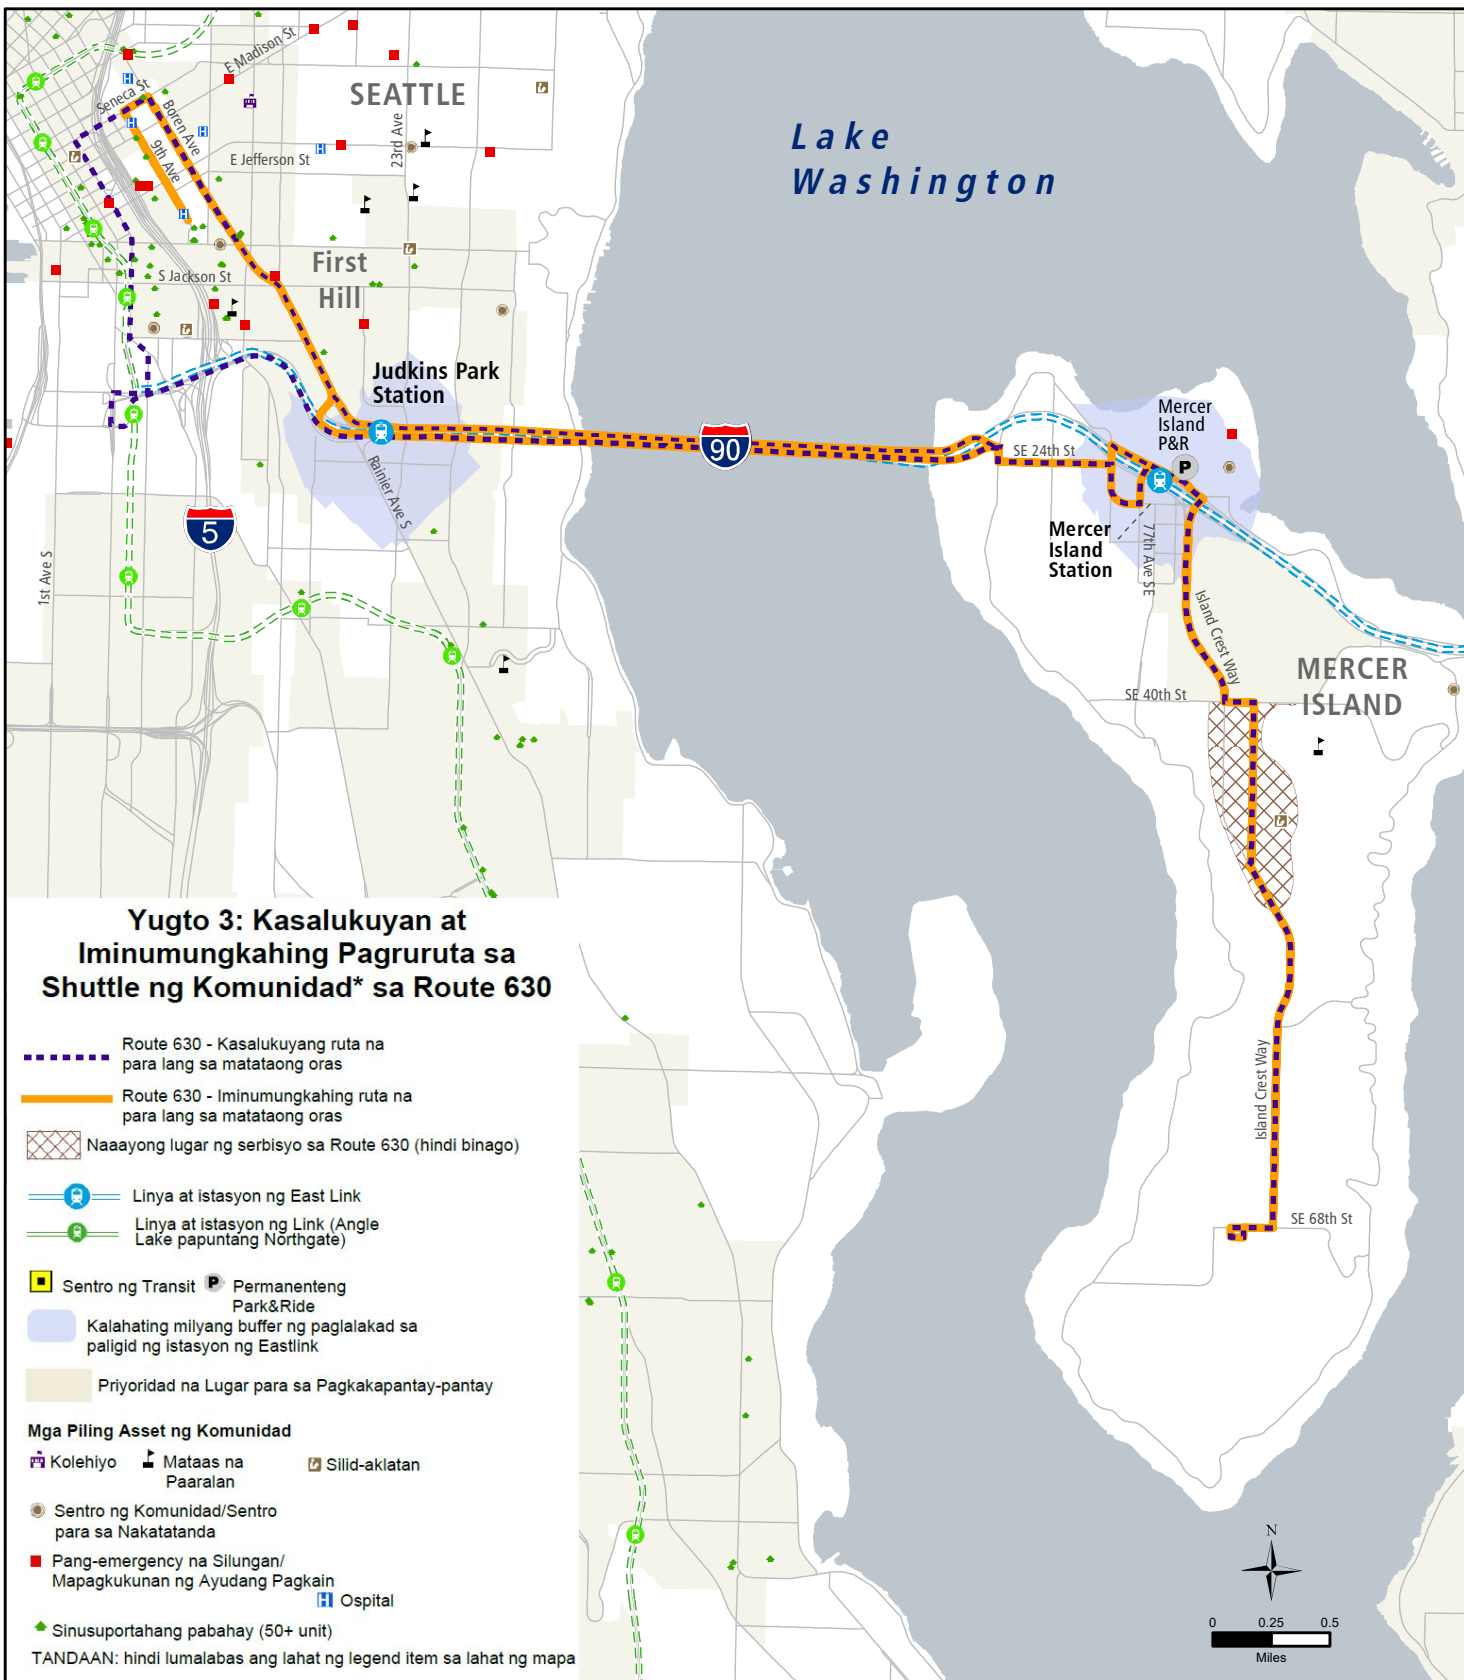 E Madison St
SEATTLE
Seneca St
Boren Ave
9th Ave
23rd Ave
E Jefferson St
Lake
Washington
First
Hill
S Jackson St
Judkins Park
Station
90
5
Rainier Ave S
1st Ave S
Mercer
Island
P&R
P
SE 24th St
Mercer
Island
Station
77th Ave SE
Island Crest Way
SE 40th St
MERCER
ISLAND
Island Crest Way
SE 68th St
Yugto 3: Kasalukuyan at
Iminumungkahing Pagruruta sa
Shuttle ng Komunidad* sa Route 630
Route 630 - Kasalukuyang ruta na
para lang sa matataong oras
Route 630 - Iminumungkahing ruta na
para lang sa matataong oras
Naaayong lugar ng serbisyo sa Route 630 (hindi binago)
Linya at istasyon ng East Link
Linya at istasyon ng Link (Angle
Lake papuntang Northgate)
Sentro ng Transit P Permanenteng
Park&Ride
Kalahating milyang buffer ng paglalakad sa
paligid ng istasyon ng Eastlink
Priyoridad na Lugar para sa Pagkakapantay-pantay
Mga Piling Asset ng Komunidad
Kolehiyo
Mataas na
Paaralan
Silid-aklatan
Sentro ng Komunidad/Sentro
para sa Nakatatanda
Pang-emergency na Silungan/
Mapagkukunan ng Ayudang Pagkain
H Ospital
Sinusuportahang pabahay (50+ unit)
TANDAAN: hindi lumalabas ang lahat ng legend item sa lahat ng mapa
N
0 0.25 0.5
Miles